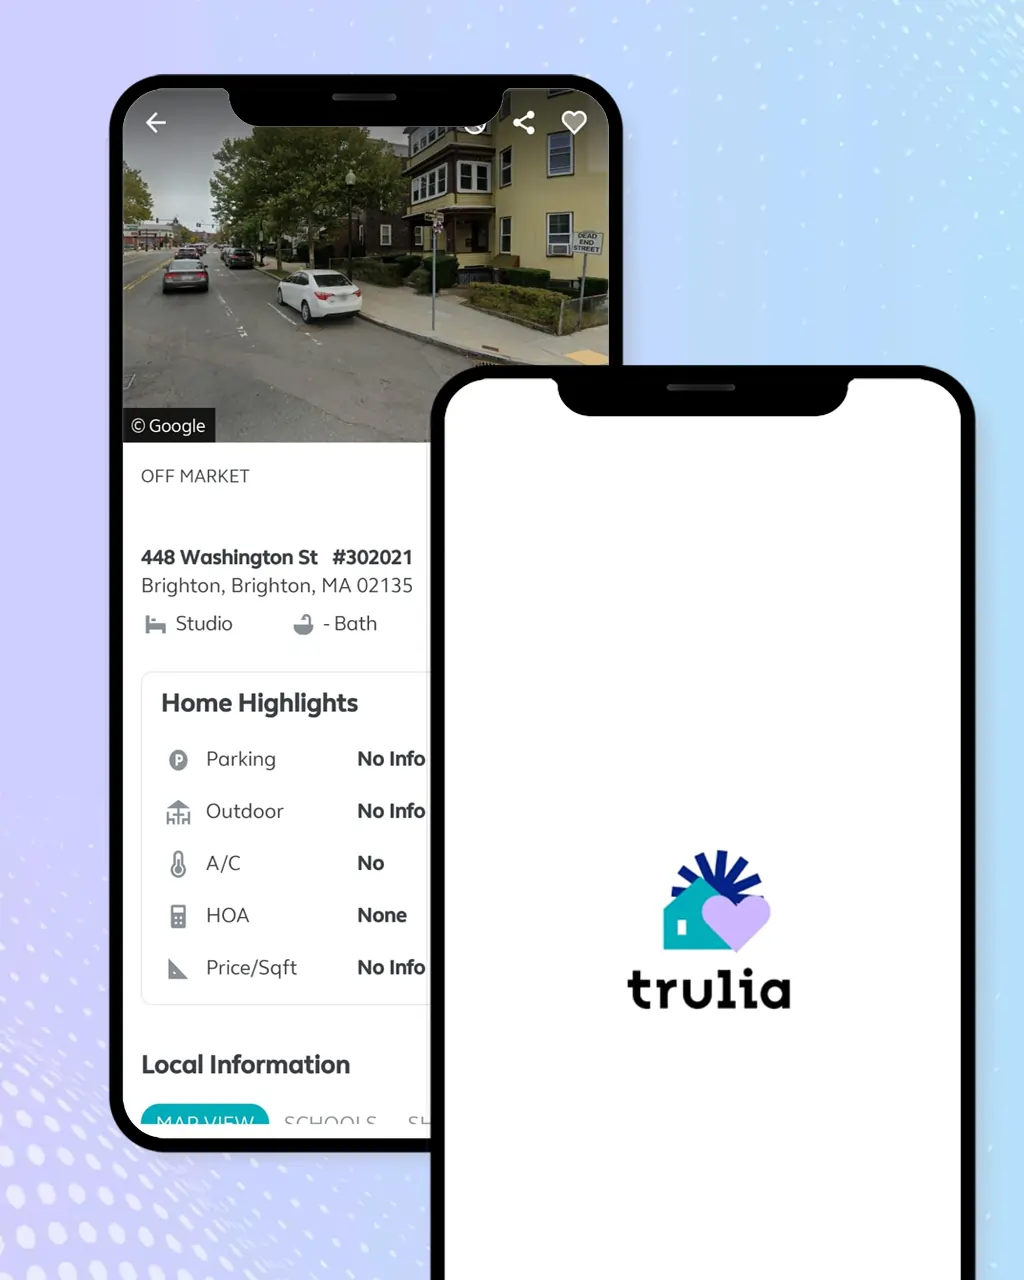 DEAD
END
STREET
© Google
OFF MARKET
448 Washington St #302021
Brighton, Brighton, MA 02135
Studio - Bath
Home Highlights
P Parking No Info
Outdoor No Info
A/C No
HOA None
Price/Sqft No Info
Local Information
MAP VIEW SCHOOLS SH
trulia